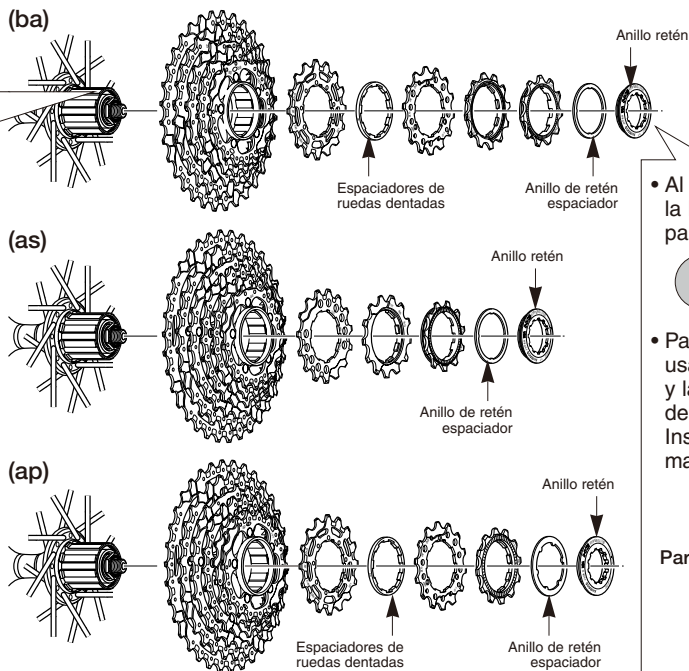 (ba)
Anillo retén
Espaciadores de
ruedas dentadas
Anillo de retén
espaciador
(as)
Anillo retén
Anillo de retén
espaciador
(ap)
Anillo retén
Espaciadores de
ruedas dentadas
Anillo de retén
espaciador
• Al
la
pa
• Pa
usa
y la
de
Ins
ma
Par